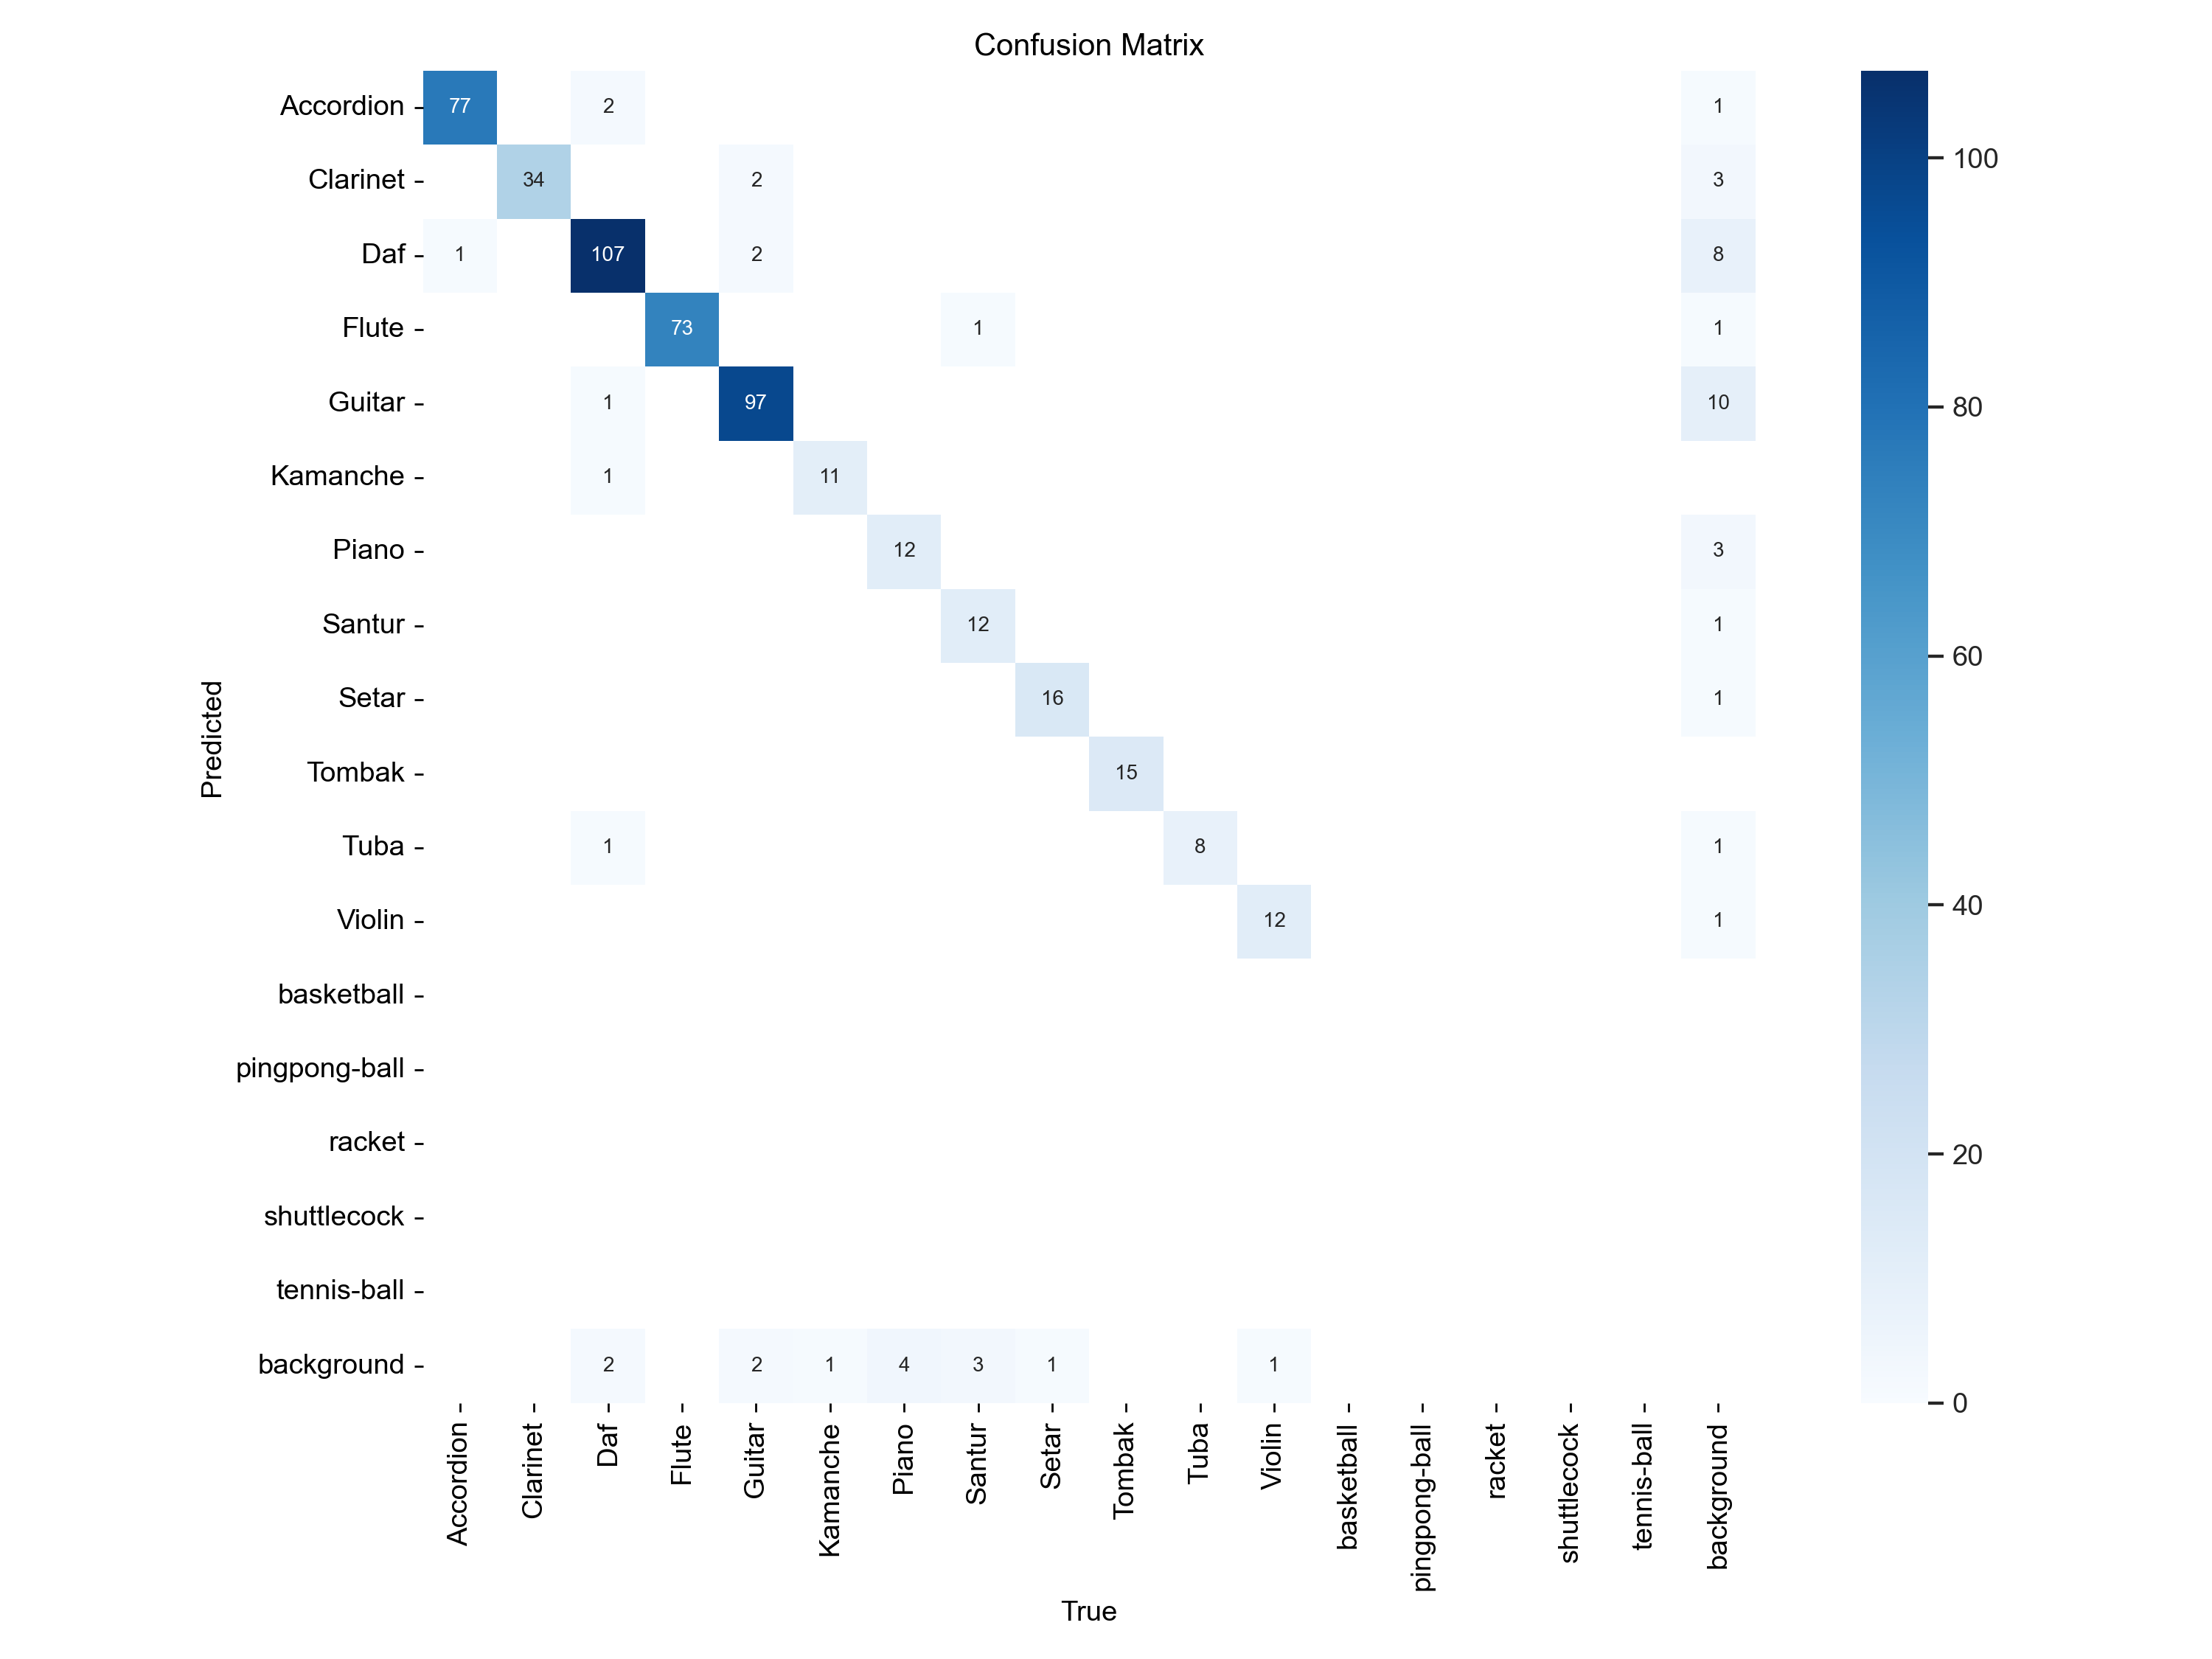 Confusion Matrix
Accordion 77 2 1
Clarinet 34 2 3
Daf 1 107 2 8
Flute 73 1 1
Guitar 1 97 10
Kamanche 1 11
Piano 12 3
Santur 12 1
Setar 16 1
Tombak 15
Tuba 1 8 1
Violin 12 1
basketball
pingpong-ball
racket
shuttlecock
tennis-ball
background 2 2 1 4 3 1 1
Predicted
Accordion Clarinet Daf Flute Guitar Kamanche Piano Santur Setar Tombak Tuba Violin basketball pingpong-ball racket shuttlecock tennis-ball background
True
100
80
60
40
20
0